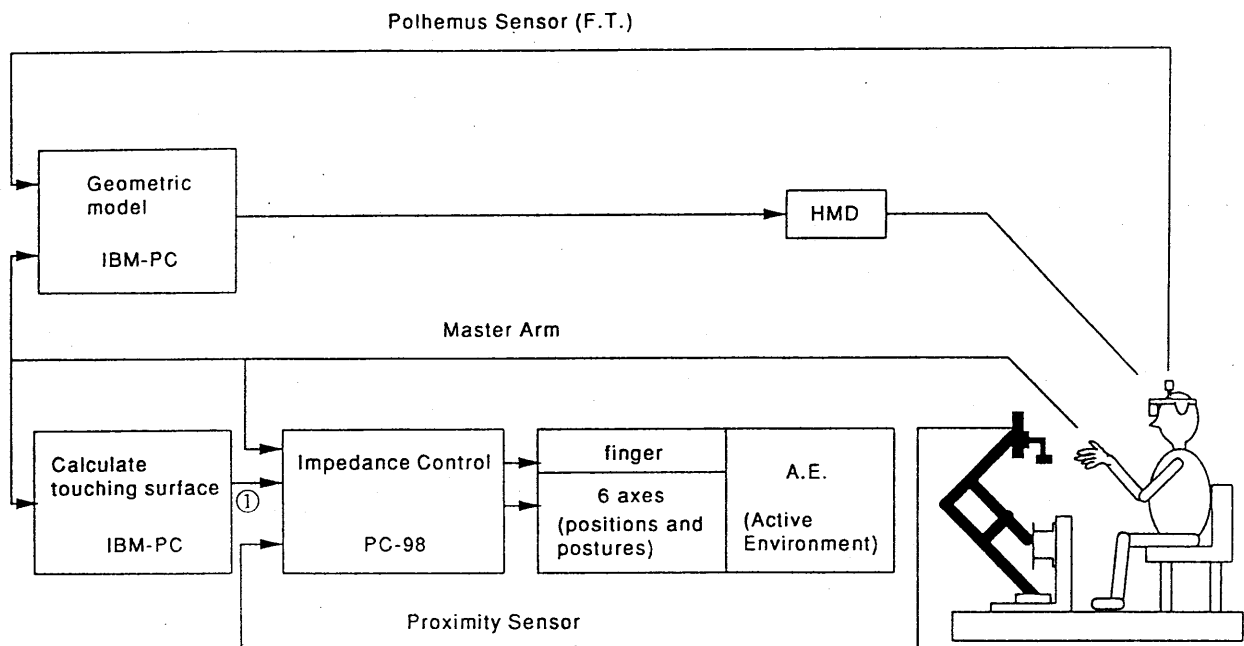 Polhemus Sensor (F.T.)
Geometric
model
IBM-PC
HMD
Master Arm
Calculate
touching surface
IBM-PC
①
Impedance Control
PC-98
finger
6 axes
(positions and
postures)
A.E.
(Active
Environment)
Proximity Sensor